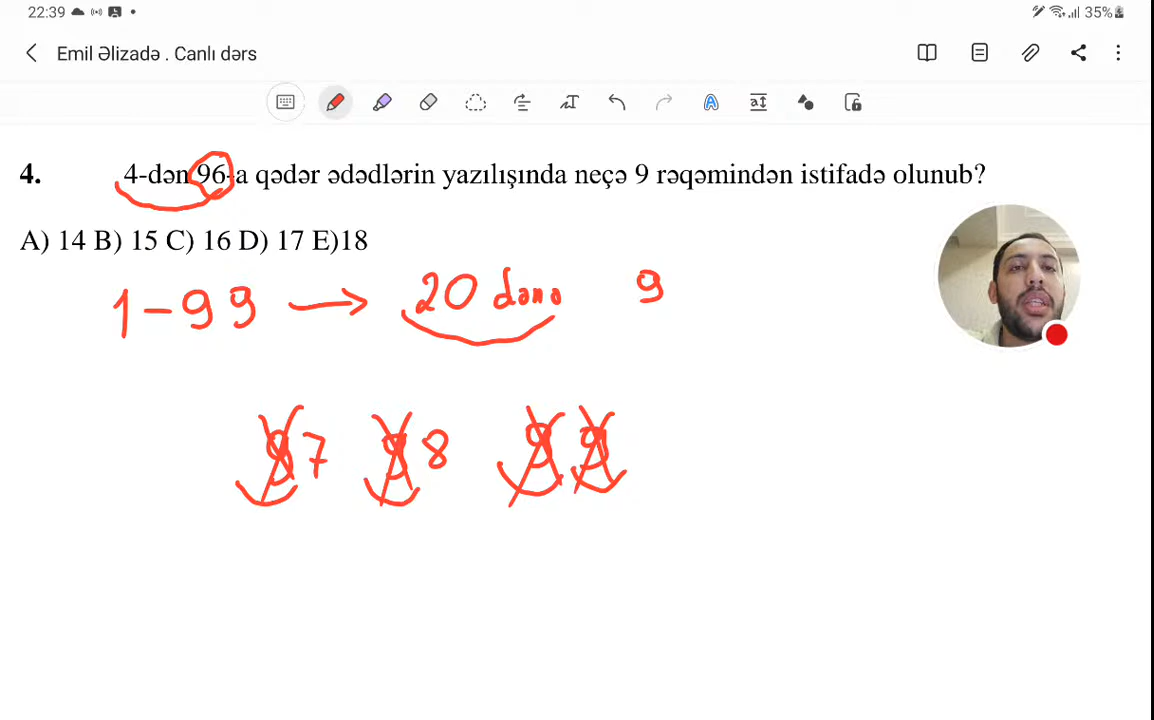 22:39 35%
Emil Əlizadə . Canlı dərs
4. 4-dən 96-a qədər ədədlərin yazılışında neçə 9 rəqəmindən istifadə olunub?
A) 14 B) 15 C) 16 D) 17 E)18
1-99 → 20 dənə 9
97 98 99